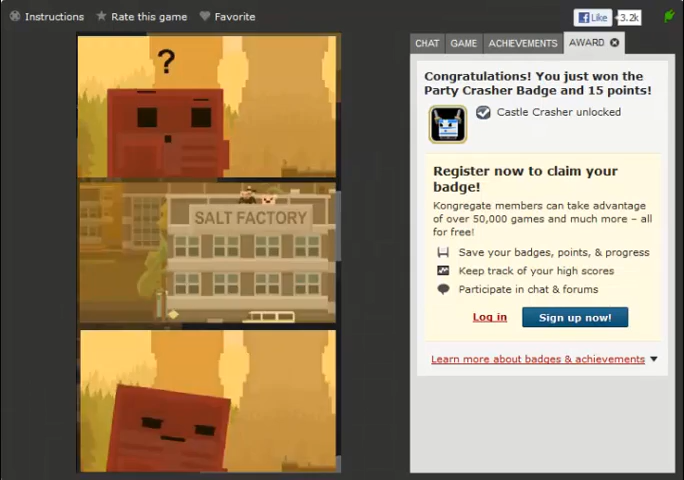 Instructions
Rate this game
Favorite
Like
3.2k
CHAT
GAME
ACHIEVEMENTS
AWARD
?
SALT FACTORY
Congratulations! You just won the
Party Crasher Badge and 15 points!
Castle Crasher unlocked
Register now to claim your
badge!
Kongregate members can take advantage
of over 50,000 games and much more – all
for free!
Save your badges, points, & progress
Keep track of your high scores
Participate in chat & forums
Log in
Sign up now!
Learn more about badges & achievements